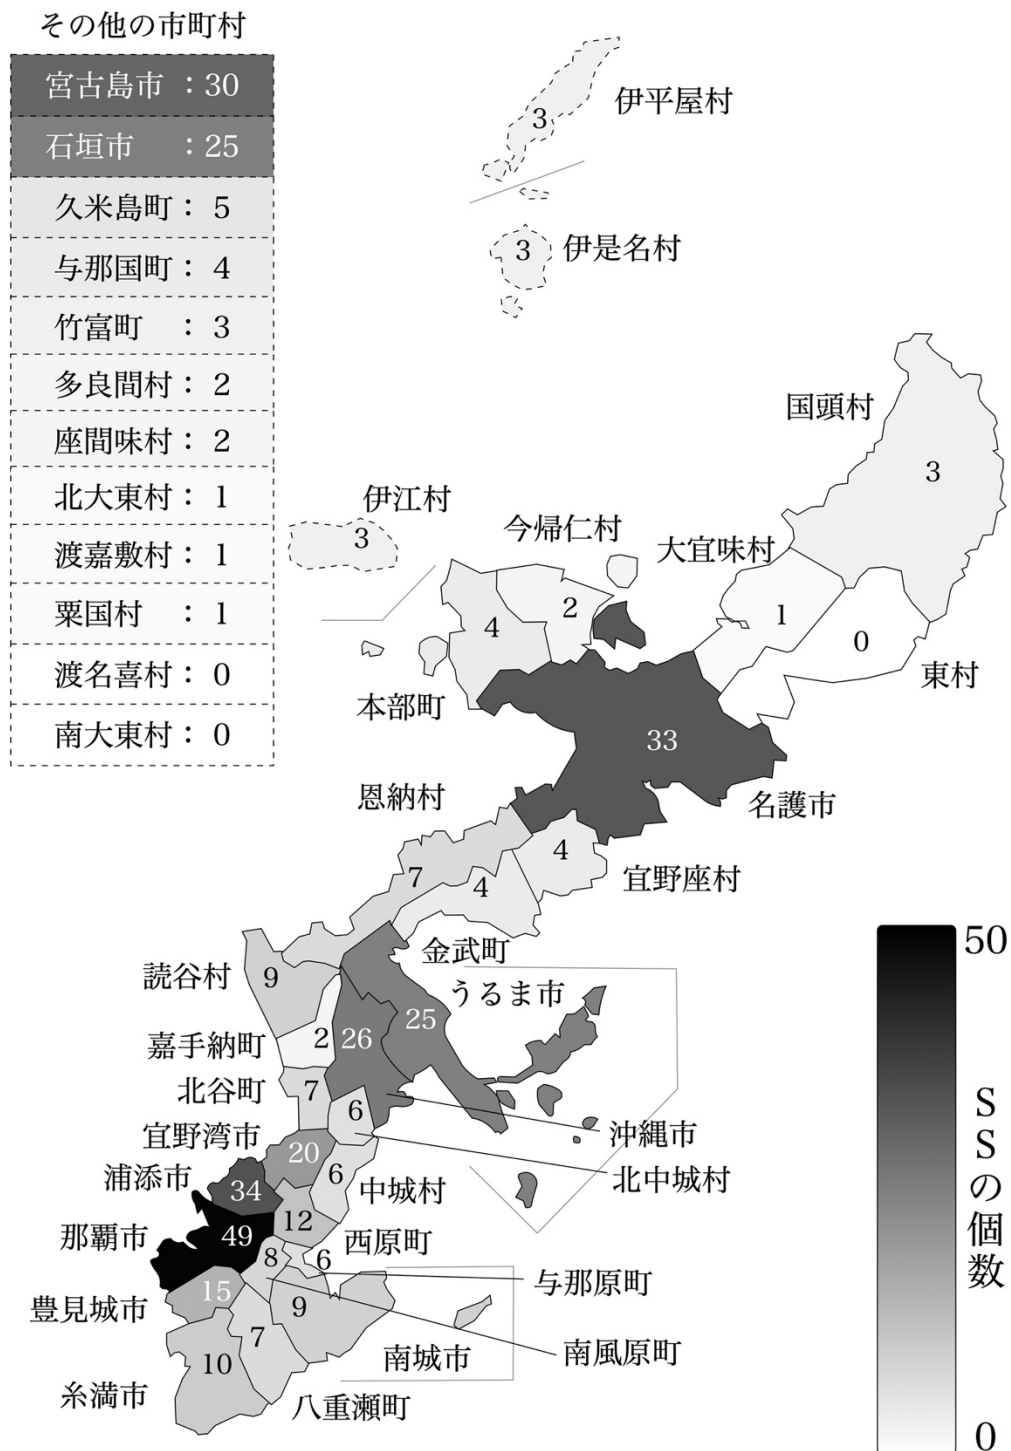 その他の市町村
宮古島市 ：30
石垣市 ：25
久米島町： 5
与那国町： 4
竹富町 ： 3
多良間村： 2
座間味村： 2
北大東村： 1
渡嘉敷村： 1
粟国村 ： 1
渡名喜村： 0
南大東村： 0
3
伊平屋村
3
伊是名村
国頭村
3
伊江村
3
今帰仁村
2
大宜味村
1
4
本部町
0
東村
33
名護市
恩納村
7
4
宜野座村
4
金武町
読谷村
9
うるま市
25
嘉手納町
2
26
北谷町
7
6
沖縄市
宜野湾市
20
北中城村
浦添市
34
6
中城村
那覇市
49
12
西原町
8
6
与那原町
豊見城市
15
9
南風原町
7
南城市
糸満市
10
八重瀬町
50
SSの個数
0